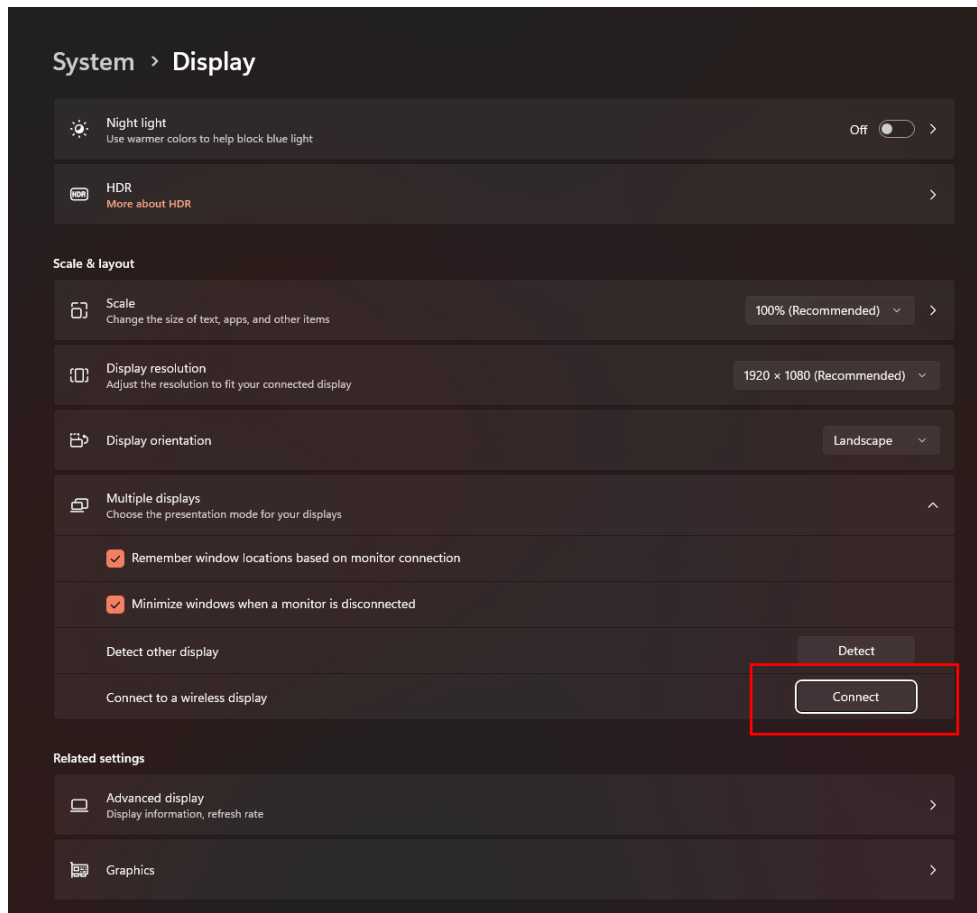 System > Display
Night light
Use warmer colors to help block blue light
Off
HDR
HDR
More about HDR
Scale & layout
Scale
Change the size of text, apps, and other items
100% (Recommended)
Display resolution
Adjust the resolution to fit your connected display
1920 × 1080 (Recommended)
Display orientation
Landscape
Multiple displays
Choose the presentation mode for your displays
Remember window locations based on monitor connection
Minimize windows when a monitor is disconnected
Detect other display
Detect
Connect to a wireless display
Connect
Related settings
Advanced display
Display information, refresh rate
Graphics